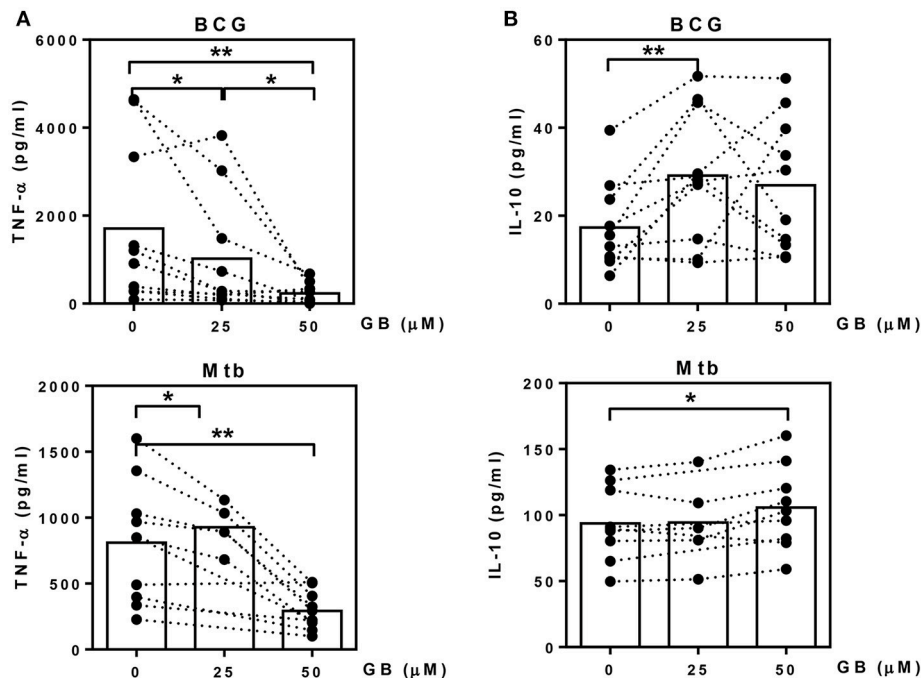 A
BCG
TNF-α (pg/ml)
6000
4000
2000
0
**
*
*
0 25 50 GB (μM)
B
BCG
IL-10 (pg/ml)
60
40
20
0
**
0 25 50 GB (μM)
Mtb
TNF-α (pg/ml)
2000
1500
1000
500
0
*
**
0 25 50 GB (μM)
Mtb
IL-10 (pg/ml)
200
150
100
50
0
*
0 25 50 GB (μM)